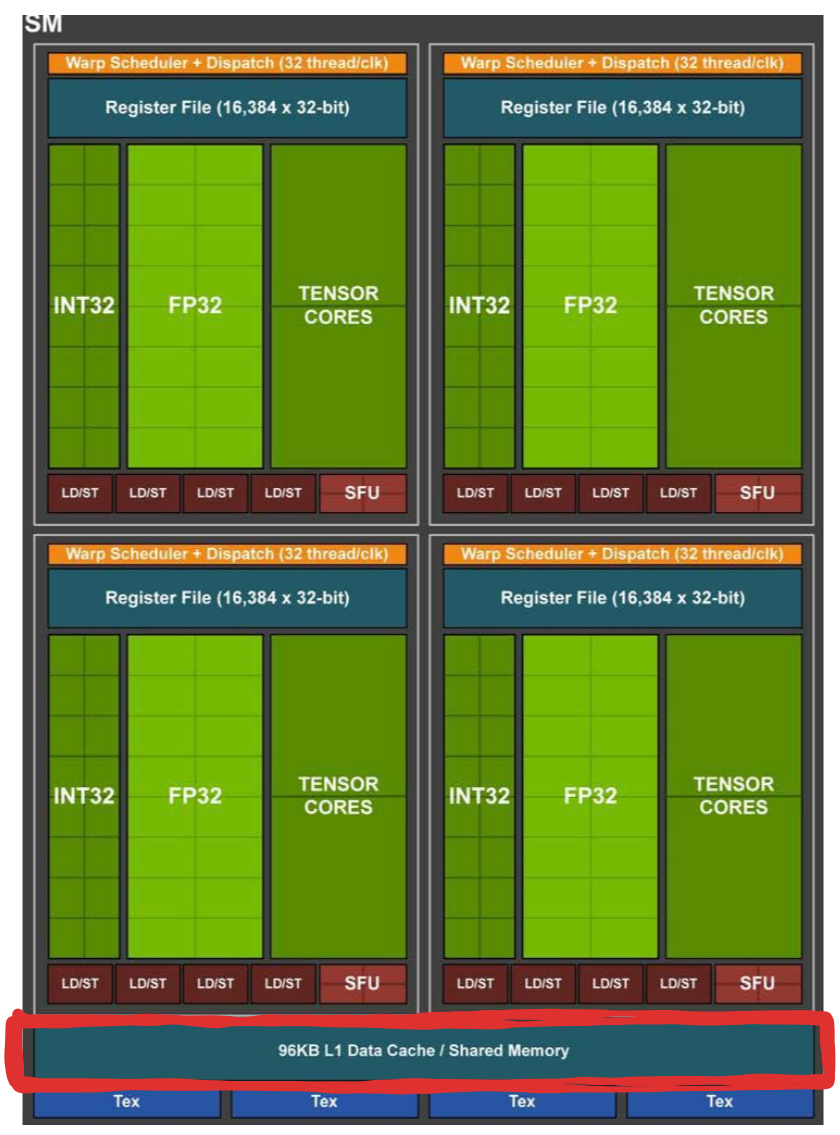 SM
Warp Scheduler + Dispatch (32 thread/clk)
Register File (16,384 x 32-bit)
INT32
FP32
TENSOR
CORES
LD/ST LD/ST LD/ST LD/ST SFU
Warp Scheduler + Dispatch (32 thread/clk)
Register File (16,384 x 32-bit)
INT32
FP32
TENSOR
CORES
LD/ST LD/ST LD/ST LD/ST SFU
Warp Scheduler + Dispatch (32 thread/clk)
Register File (16,384 x 32-bit)
INT32
FP32
TENSOR
CORES
LD/ST LD/ST LD/ST LD/ST SFU
Warp Scheduler + Dispatch (32 thread/clk)
Register File (16,384 x 32-bit)
INT32
FP32
TENSOR
CORES
LD/ST LD/ST LD/ST LD/ST SFU
96KB L1 Data Cache / Shared Memory
Tex Tex Tex Tex